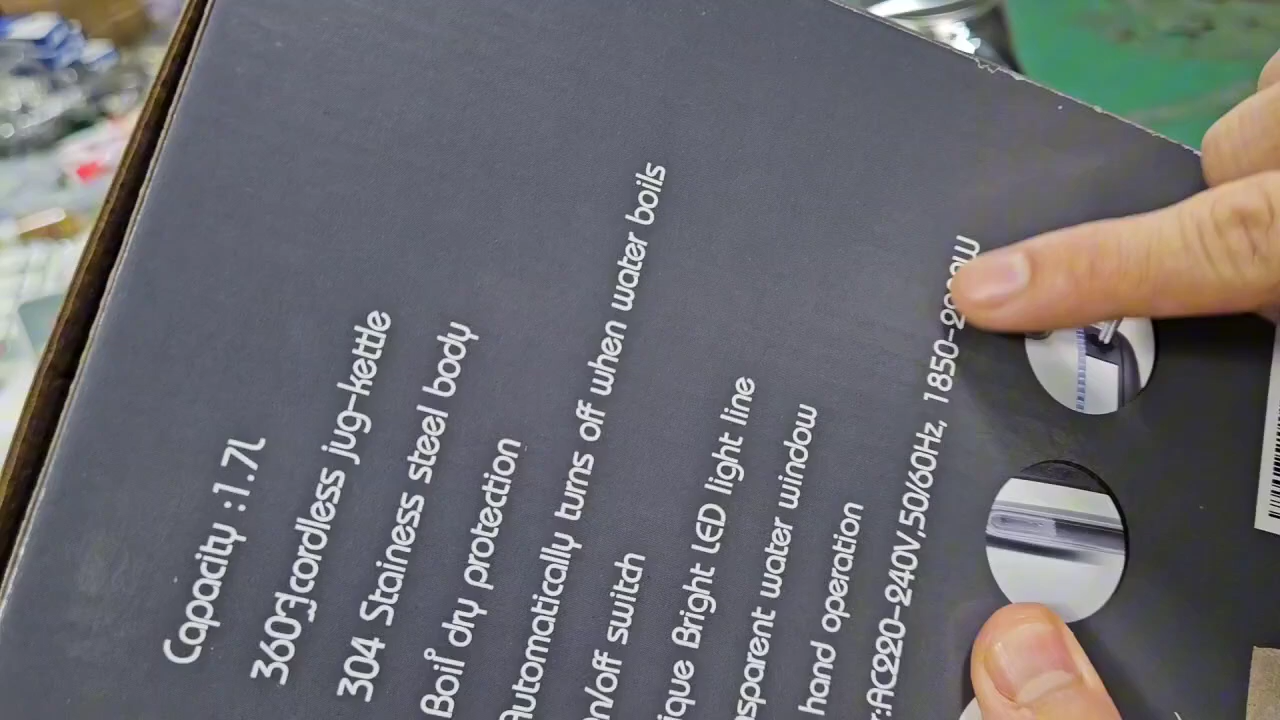 Capacity :1.7L
360°cordless jug-kettle
304 Stainess steel body
Boil dry protection
Automatically turns off when water boils
n/off switch
ique Bright LED light line
sparent water window
hand operation
r:AC220-240V,50/60Hz, 1850-